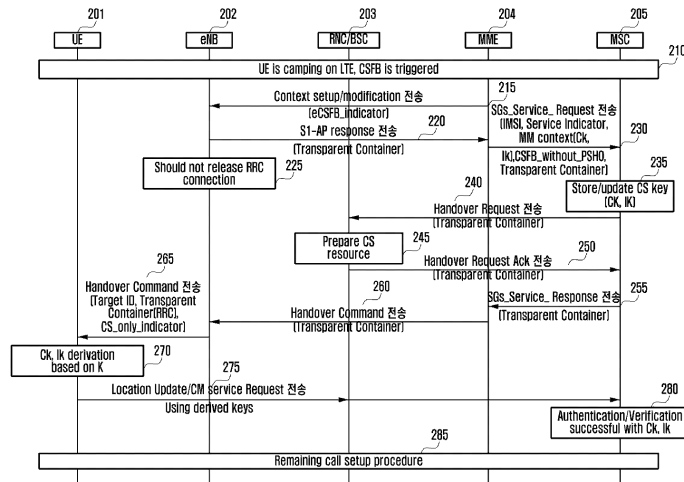 201
202
203
204
205
UE
eNB
RNC/BSC
MME
MSC
210
UE is camping on LTE, CSFB is triggered
215
Context setup/modification 전송
(eCSFB_indicator)
SGs_Service_ Request 전송
(IMSI, Service Indicator,
MM context(Ck,
Ik),CSFB_without_PSHO,
Transparent Container)
220
S1-AP response 전송
(Transparent Container)
230
Should not release RRC
connection
225
235
Store/update CS key
(CK, IK)
240
Handover Request 전송
(Transparent Container)
Prepare CS
resource
245
250
Handover Request Ack 전송
(Transparent Container)
265
Handover Command 전송
(Target ID, Transparent
Container(RRC),
CS_only_indicator)
260
Handover Command 전송
(Transparent Container)
SGs_Service_ Response 전송
(Transparent Container)
255
Ck, Ik derivation
based on K
270
275
Location Update/CM service Request 전송
Using derived keys
280
Authentication/Verification
successful with Ck, Ik
285
Remaining call setup procedure